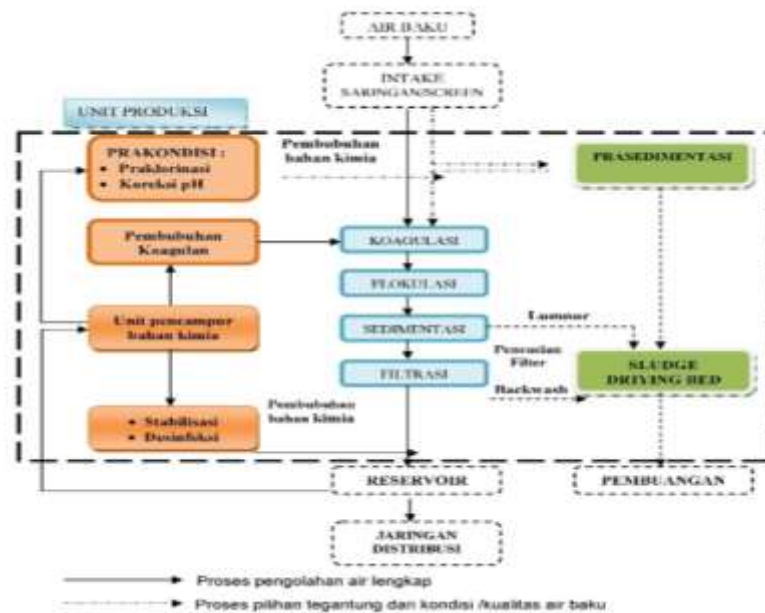 AIR BAKU
INTAKE
SARINGAN/SCREEN
UNIT PRODUKSI
PRAKONDISI :
• Praklorinasi
• Koreksi pH
Pembubuhan
bahan kimia
PRASEDIMENTASI
Pembubuhan
Koagulan
KOAGULASI
FLOKULASI
Unit pencampur
bahan kimia
SEDIMENTASI
Lumpur
Pencucian
Filter
FILTRASI
Backwash
SLUDGE
DRIYING BED
• Stabilisasi
• Desinfeksi
Pembubuhan
bahan kimia
RESERVOIR
PEMBUANGAN
JARINGAN
DISTRIBUSI
Proses pengolahan air lengkap
Proses pilihan tegantung dari kondisi /kualitas air baku